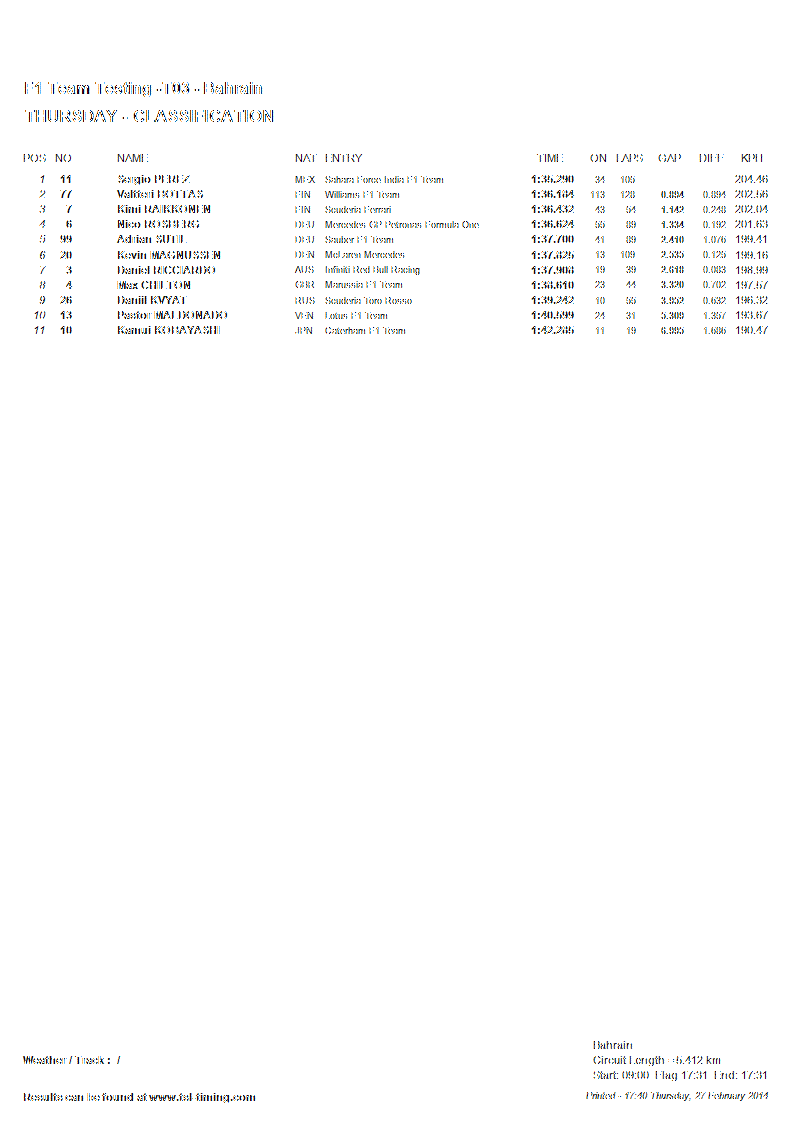 F1 Team Testing - T03 - Bahrain
THURSDAY - CLASSIFICATION
POS NO NAME NAT ENTRY TIME ON LAPS GAP DIFF KPH
1 11 Sergio PEREZ MEX Sahara Force India F1 Team 1:35.290 34 105 204.46
2 77 Valtteri BOTTAS FIN Williams F1 Team 1:36.184 113 128 0.894 0.894 202.56
3 7 Kimi RAIKKONEN FIN Scuderia Ferrari 1:36.432 43 54 1.142 0.248 202.04
4 6 Nico ROSBERG DEU Mercedes GP Petronas Formula One 1:36.624 55 89 1.334 0.192 201.63
5 99 Adrian SUTIL DEU Sauber F1 Team 1:37.700 41 89 2.410 1.076 199.41
6 20 Kevin MAGNUSSEN DEN McLaren Mercedes 1:37.825 13 109 2.535 0.125 199.16
7 3 Daniel RICCIARDO AUS Infiniti Red Bull Racing 1:37.908 19 39 2.618 0.083 198.99
8 4 Max CHILTON GBR Marussia F1 Team 1:38.610 23 44 3.320 0.702 197.57
9 26 Daniil KVYAT RUS Scuderia Toro Rosso 1:39.242 10 55 3.952 0.632 196.32
10 13 Pastor MALDONADO VEN Lotus F1 Team 1:40.599 24 31 5.309 1.357 193.67
11 10 Kamui KOBAYASHI JPN Caterham F1 Team 1:42.285 11 19 6.995 1.686 190.47
Bahrain
Weather / Track : /
Circuit Length = 5.412 km
Start: 09:00 Flag 17:31 End: 17:31
Results can be found at www.tsl-timing.com
Printed - 17:40 Thursday, 27 February 2014